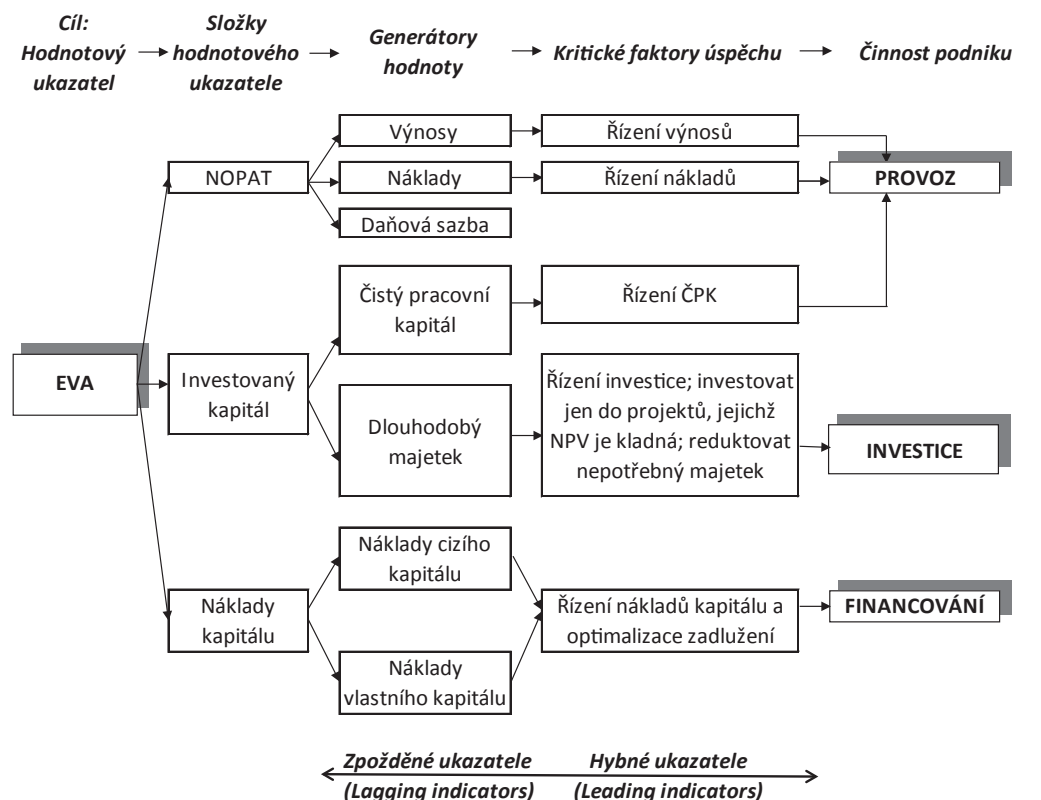 Cíl:
Hodnotový
ukazatel
Složky
hodnotového
ukazatele
Generátory
hodnoty
Kritické faktory úspěchu
Činnost podniku
Výnosy
Řízení výnosů
NOPAT
Náklady
Řízení nákladů
PROVOZ
Daňová sazba
Čistý pracovní
kapitál
Řízení ČPK
EVA
Investovaný
kapitál
Dlouhodobý
majetek
Řízení investice; investovat
jen do projektů, jejichž
NPV je kladná; reduktovat
nepotřebný majetek
INVESTICE
Náklady cizího
kapitálu
Náklady
kapitálu
Řízení nákladů kapitálu a
optimalizace zadlužení
FINANCOVÁNÍ
Náklady
vlastního kapitálu
Zpožděné ukazatele
(Lagging indicators)
Hybné ukazatele
(Leading indicators)